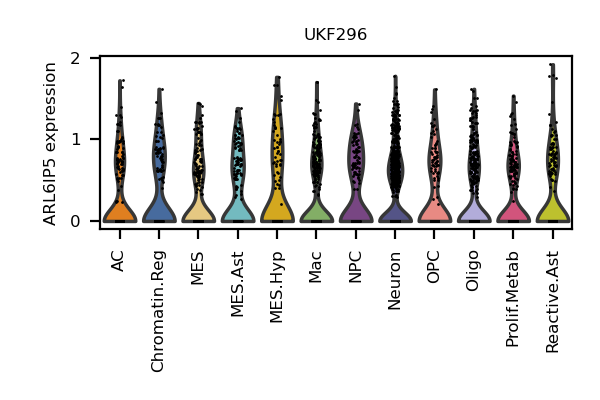 UKF296
ARL6IP5 expression
2
1
0
AC
Chromatin.Reg
MES
MES.Ast
MES.Hyp
Mac
NPC
Neuron
OPC
Oligo
Prolif.Metab
Reactive.Ast